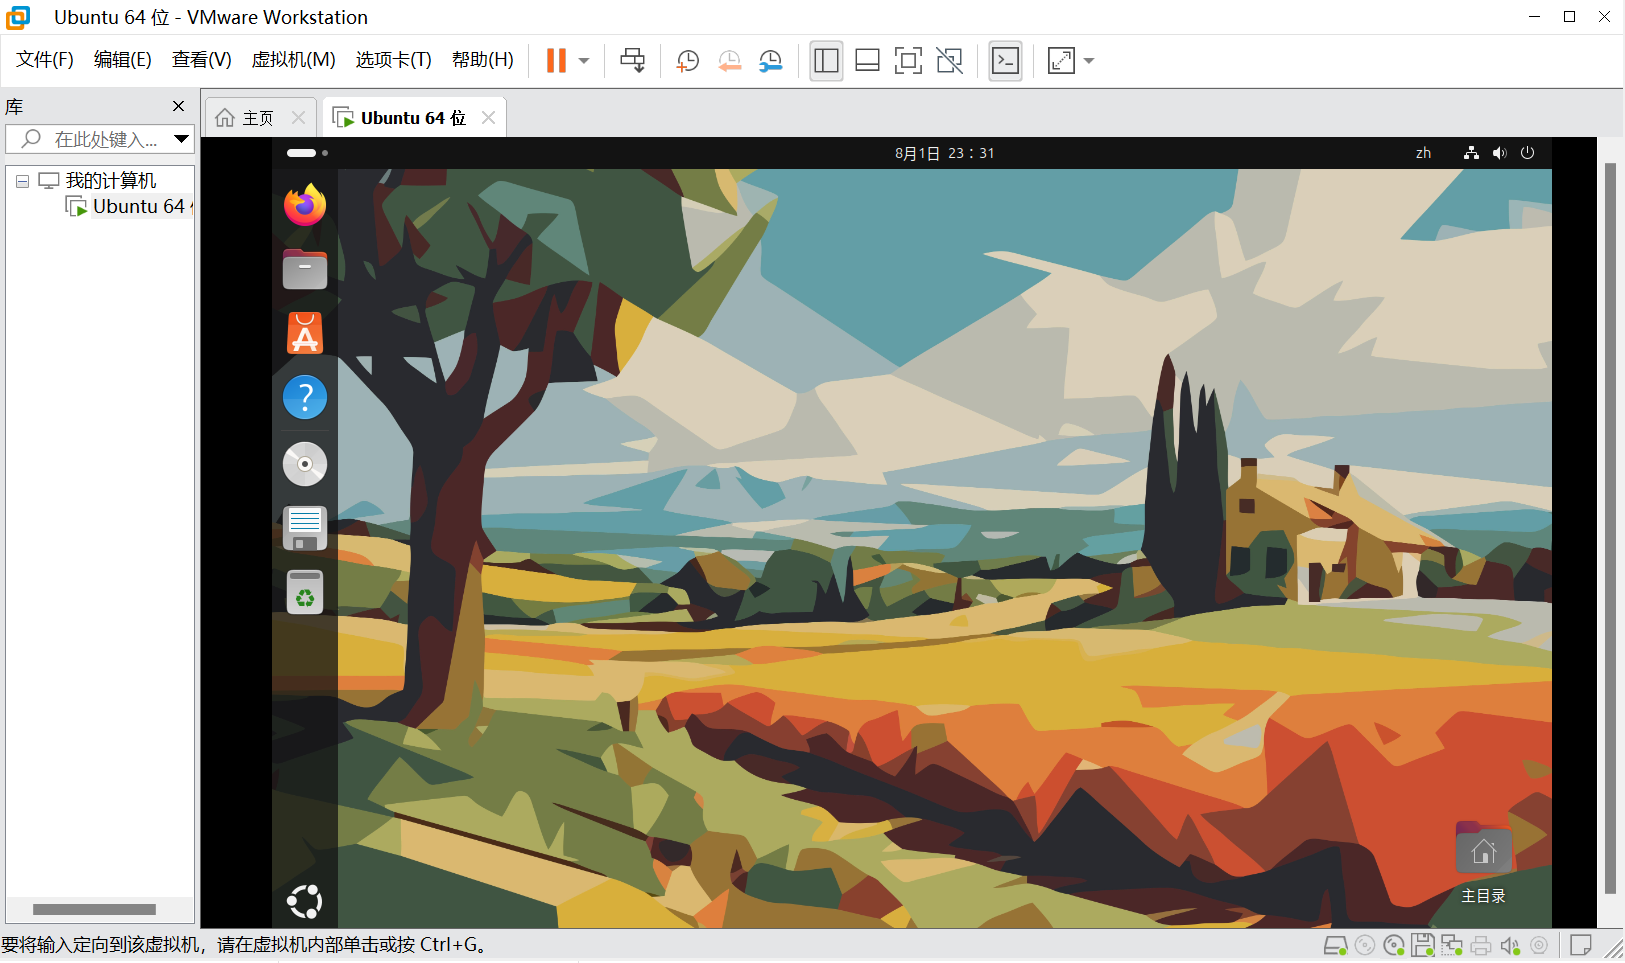 Ubuntu 64 位 - VMware Workstation
文件(F) 编辑(E) 查看(V) 虚拟机(M) 选项卡(T) 帮助(H)
库
在此处键入...
我的计算机
Ubuntu 64
主页
Ubuntu 64 位
8月1日 23：31
zh
主目录
要将输入定向到该虚拟机，请在虚拟机内部单击或按 Ctrl+G。